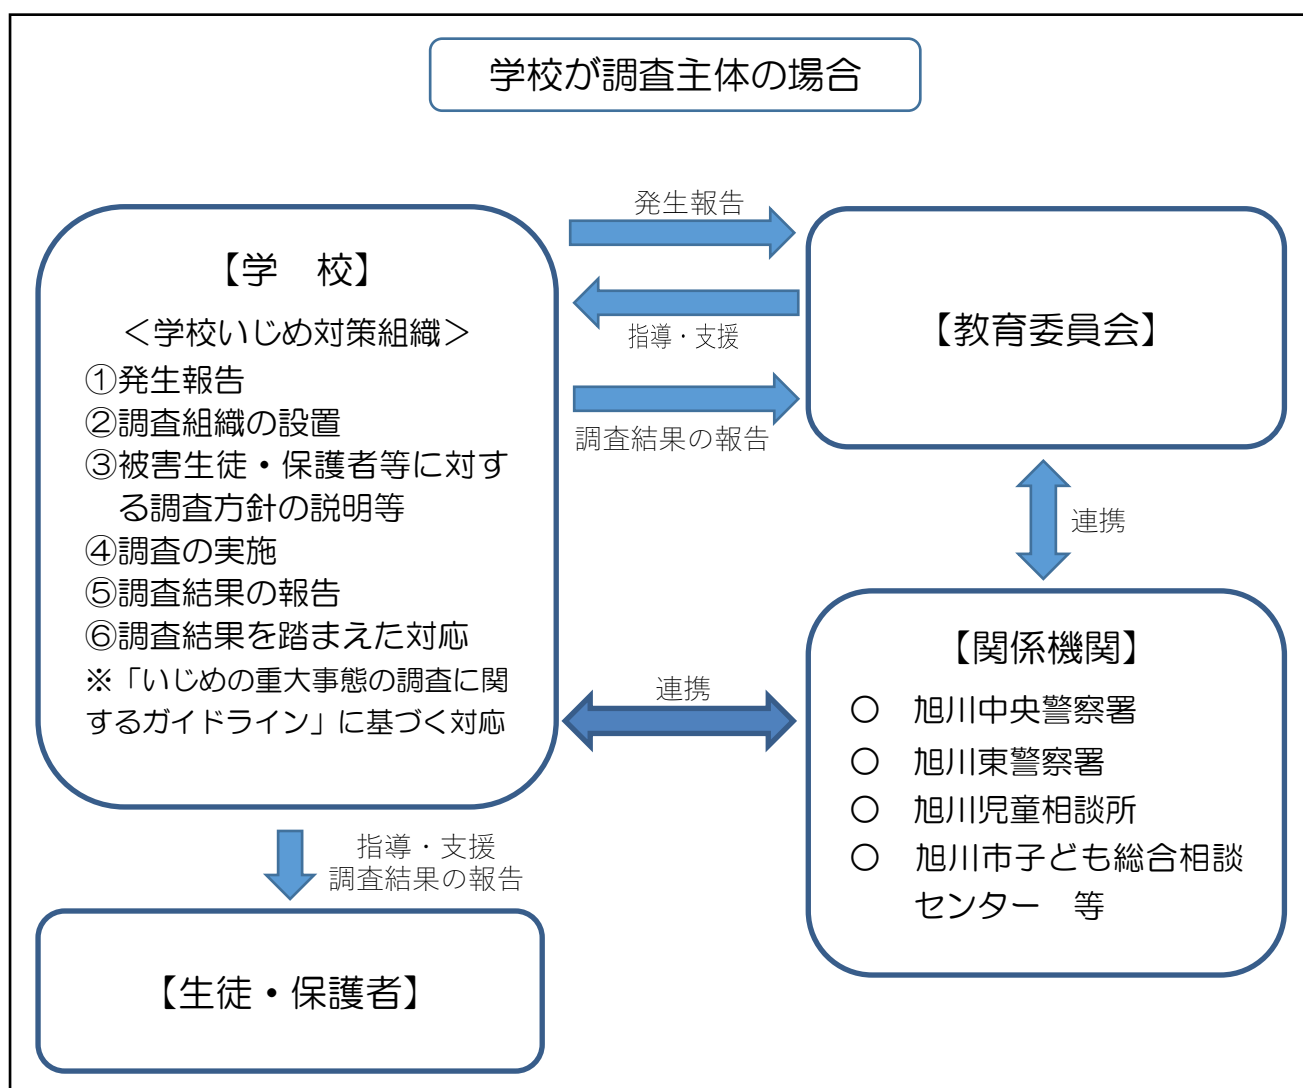 学校が調査主体の場合
【学　校】
＜学校いじめ対策組織＞
①発生報告
②調査組織の設置
③被害生徒・保護者等に対す
る調査方針の説明等
④調査の実施
⑤調査結果の報告
⑥調査結果を踏まえた対応
※「いじめの重大事態の調査に関
するガイドライン」に基づく対応
発生報告
指導・支援
調査結果の報告
【教育委員会】
連携
連携
【関係機関】
○　旭川中央警察署
○　旭川東警察署
○　旭川児童相談所
○　旭川市子ども総合相談
センター　等
指導・支援
調査結果の報告
【生徒・保護者】